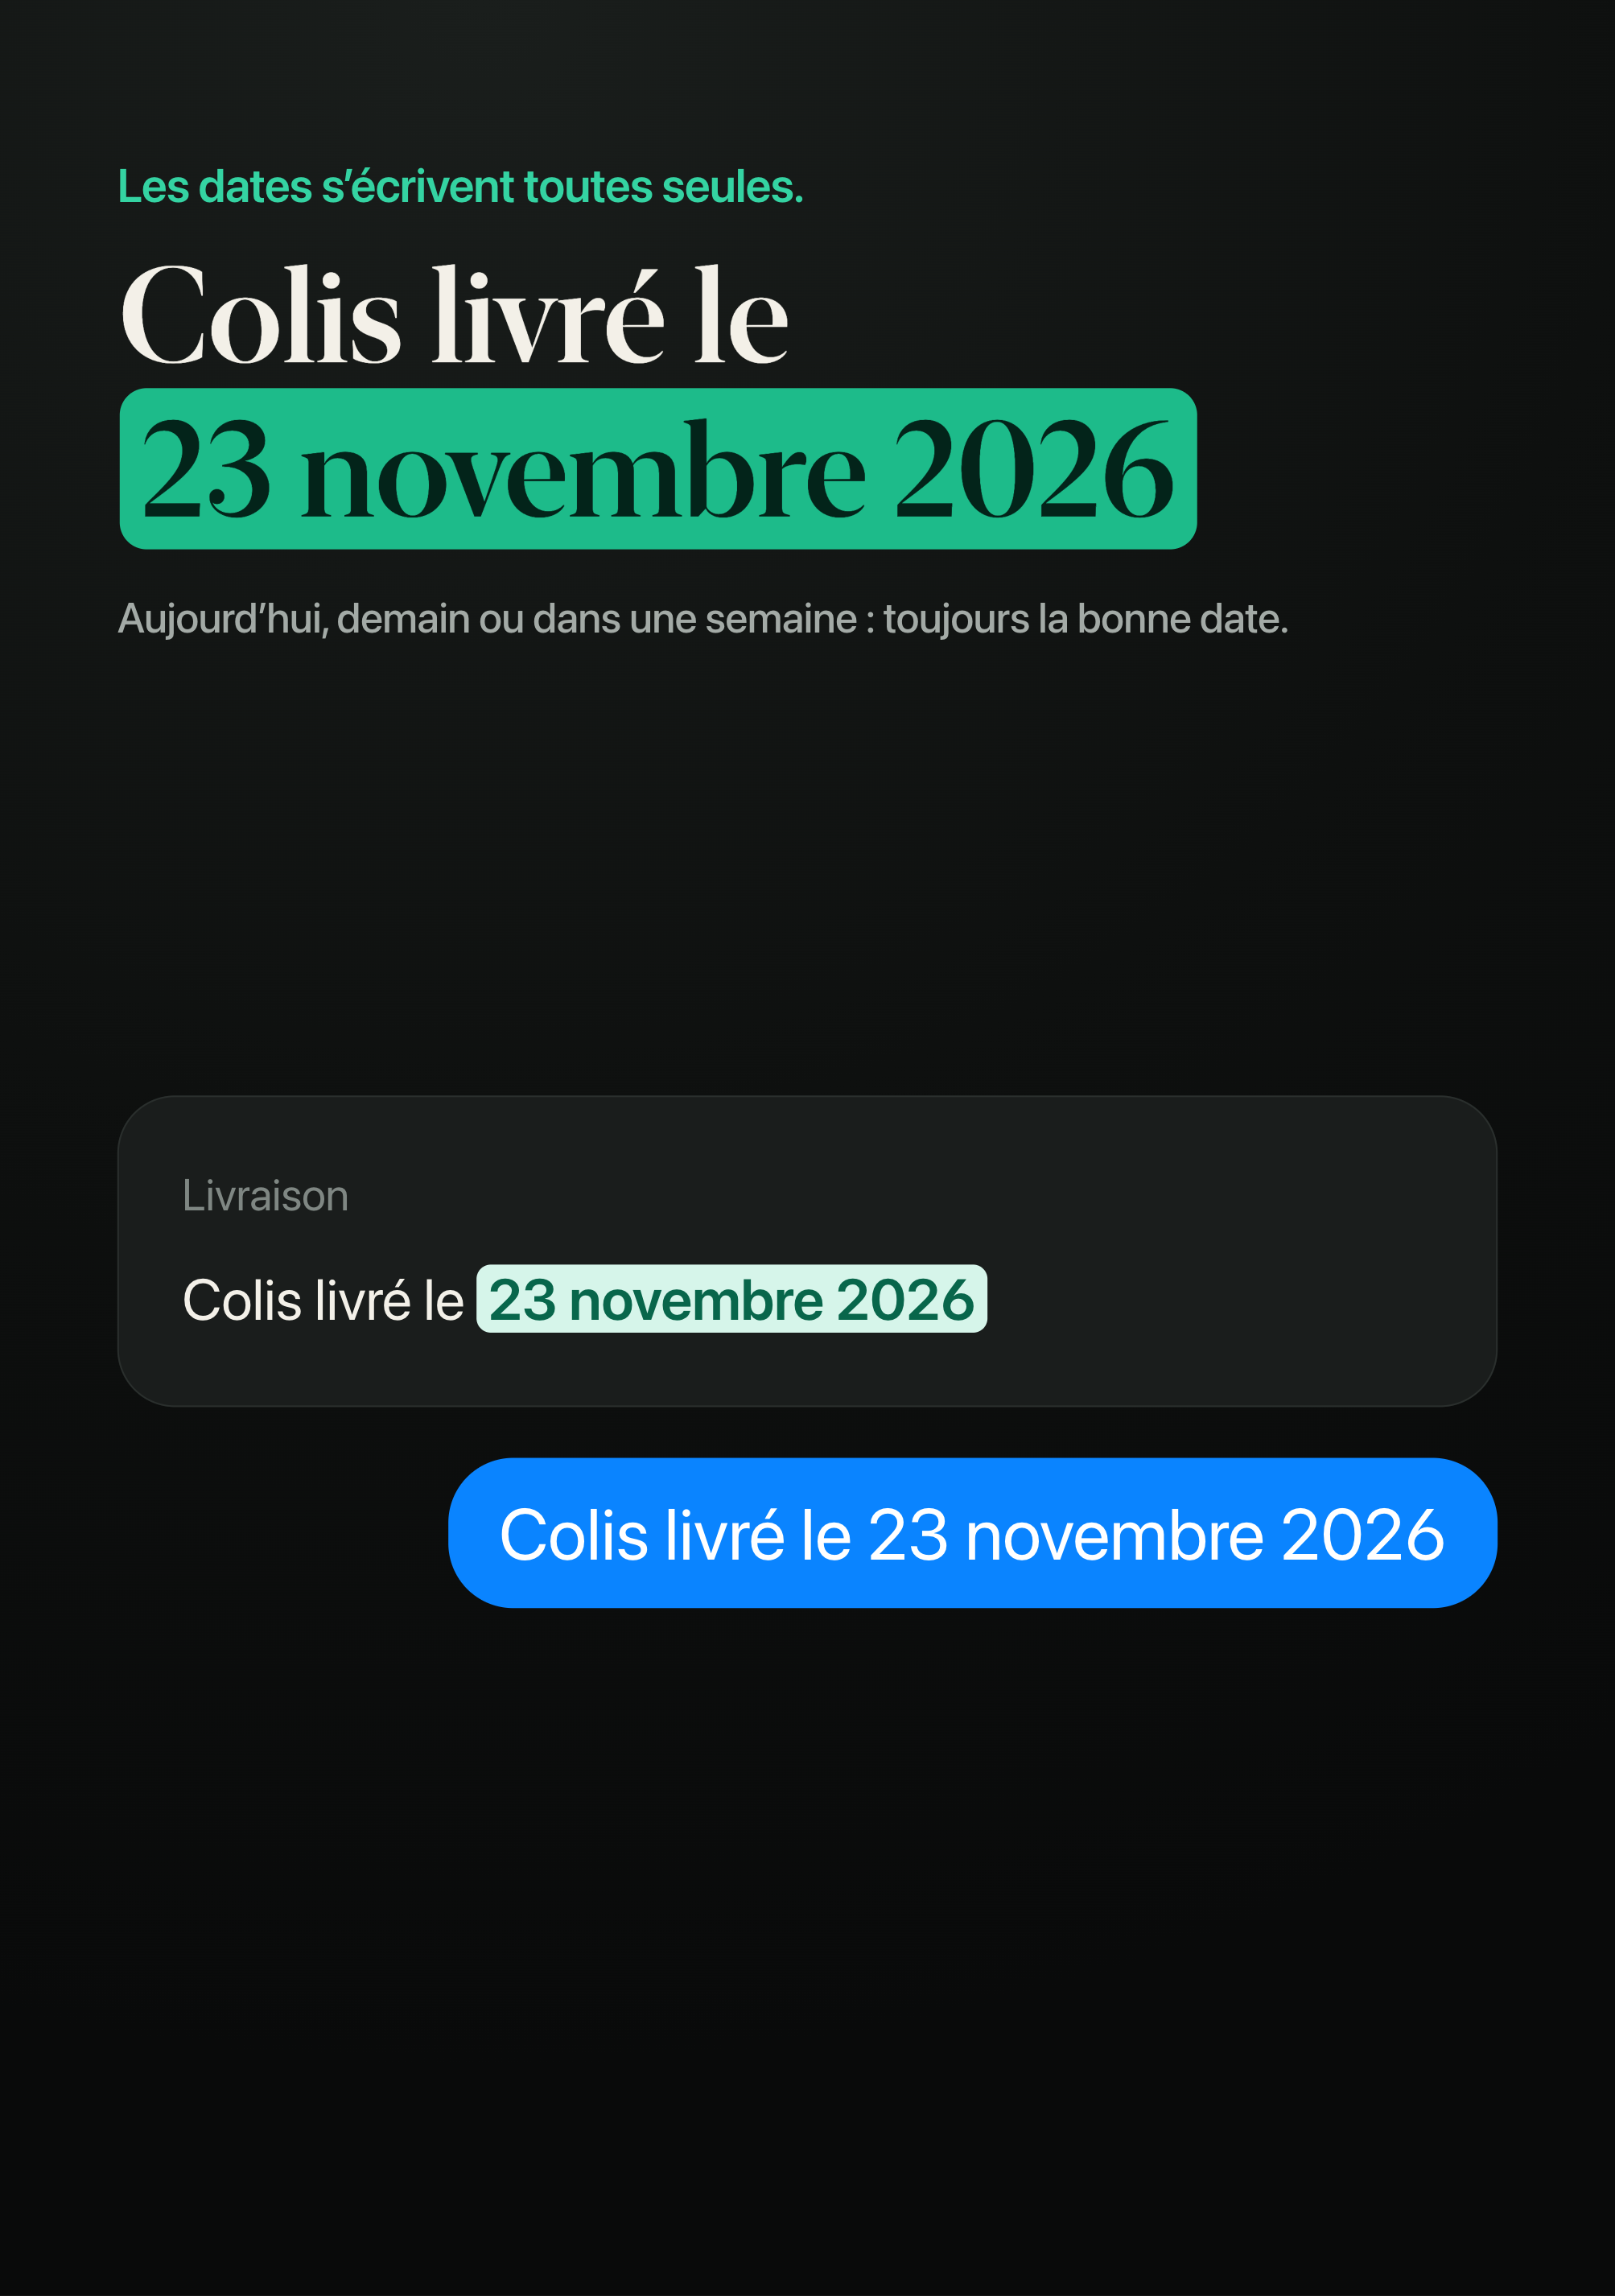 Les dates s’écrivent toutes seules.
Colis livré le
23 novembre 2026
Aujourd’hui, demain ou dans une semaine : toujours la bonne date.
Livraison
Colis livré le 23 novembre 2026
Colis livré le 23 novembre 2026